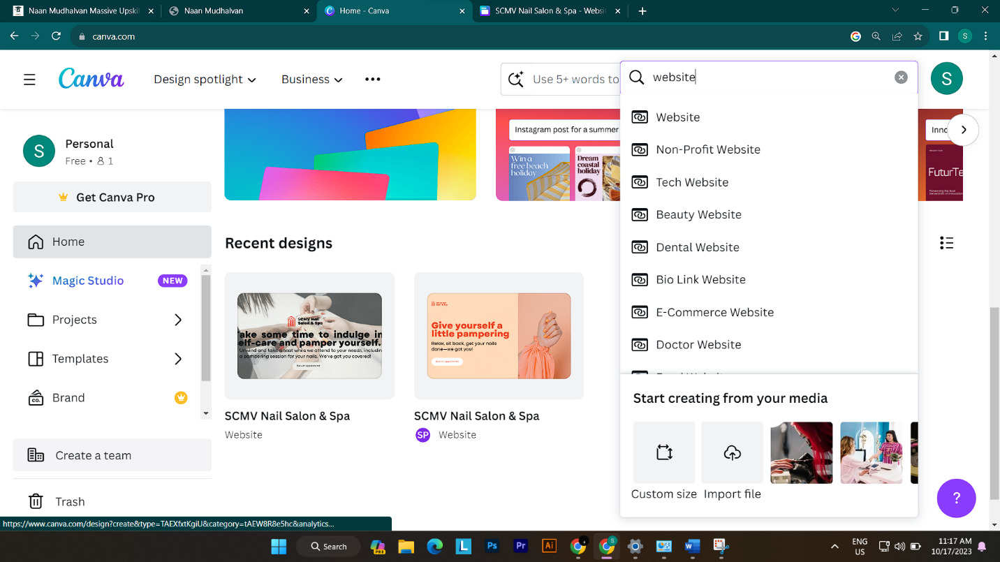 Naan Mudhalvan Massive Upskil
Naan Mudhalvan
Home - Canva
SCMV Nail Salon & Spa - Websit
canva.com
S
Canva
Design spotlight
Business
Use 5+ words to
website
S
S
Personal
Free • 1
Get Canva Pro
Home
Magic Studio
NEW
Projects
Templates
CO.
Brand
Create a team
Trash
Instagram post for a summer
Win a
free beach
holiday
Dream
coastal
holiday
Inno
FuturTe
Recent designs
SCMV Nail
Salon & Spa
ake some time to indulge in
elf-care and pamper yourself.
Unwind and take a seat while we attend to your needs, includin
a pampering session for your nails. We've got you covered!
Give yourself a
little pampering
Relax, sit back, get your nails
done—we got you!
SCMV Nail Salon & Spa
Website
SCMV Nail Salon & Spa
SP
Website
Website
Non-Profit Website
Tech Website
Beauty Website
Dental Website
Bio Link Website
E-Commerce Website
Doctor Website
Start creating from your media
Custom size
Import file
?
https://www.canva.com/design?create&type=TAEXfxtKgiU&category=tAEW8R8e5hc&analytics...
Search
PRE
L
Ps
Pr
Ai
S
W
ENG
US
11:17 AM
10/17/2023